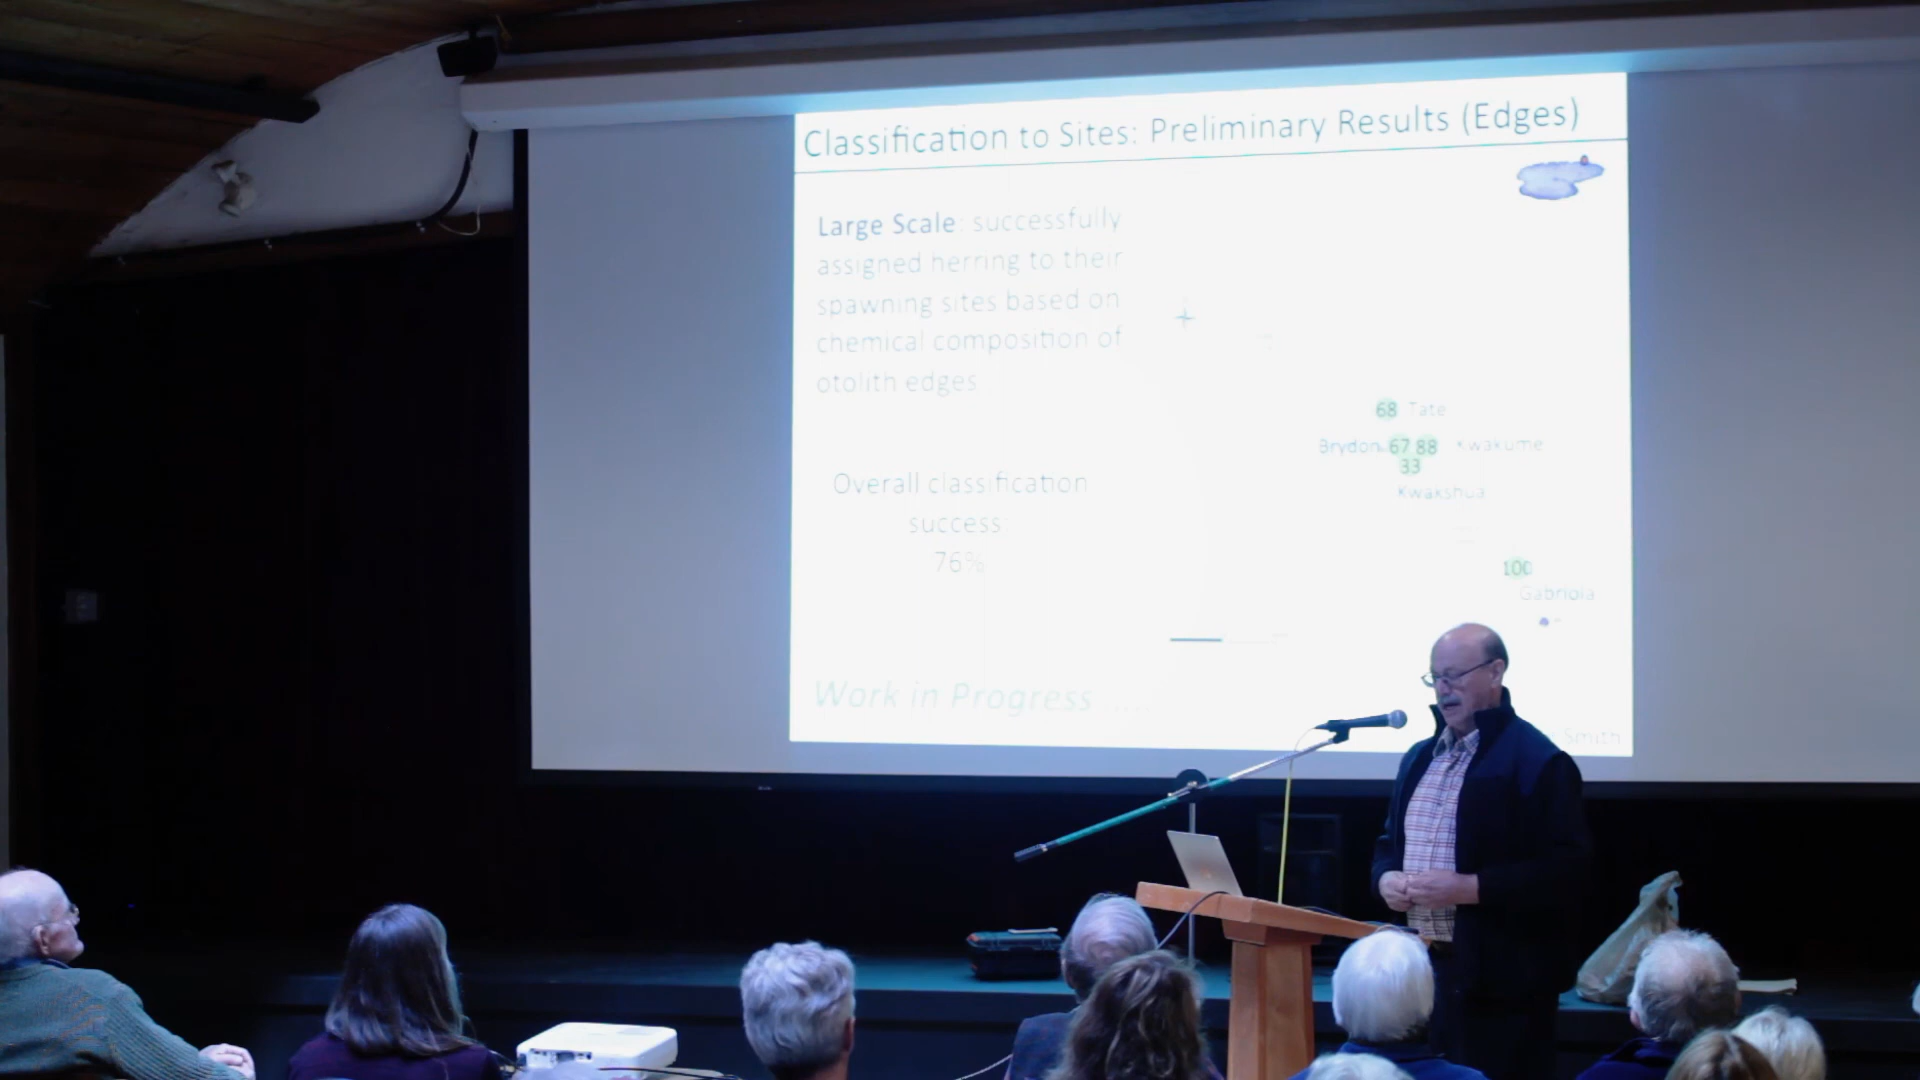 Classification to Sites: Preliminary Results (Edges)
Large Scale: successfully
assigned herring to their
spawning sites based on
chemical composition of
otolith edges
Overall classification
success:
76%
68 Tate
Brydon 67 88 Kwakume
33
Kwakshua
100
Gabriola
Work in Progress .....
Smith